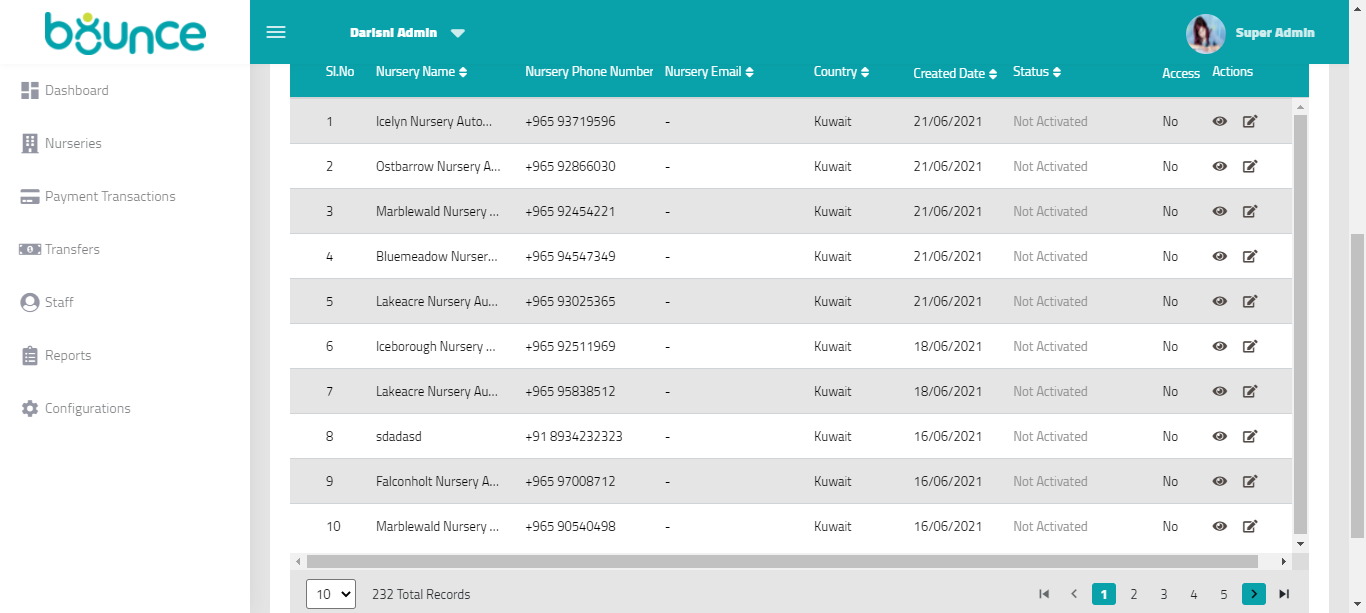 bounce
Darisni Admin
Super Admin
Dashboard
Nurseries
Payment Transactions
Transfers
Staff
Reports
Configurations
Sl.No Nursery Name Nursery Phone Number Nursery Email Country Created Date Status Access Actions
1 Icelyn Nursery Auto... +965 93719596 - Kuwait 21/06/2021 Not Activated No
2 Ostbarrow Nursery A... +965 92866030 - Kuwait 21/06/2021 Not Activated No
3 Marblewald Nursery ... +965 92454221 - Kuwait 21/06/2021 Not Activated No
4 Bluemeadow Nurser... +965 94547349 - Kuwait 21/06/2021 Not Activated No
5 Lakeacre Nursery Au... +965 93025365 - Kuwait 21/06/2021 Not Activated No
6 Iceborough Nursery ... +965 92511969 - Kuwait 18/06/2021 Not Activated No
7 Lakeacre Nursery Au... +965 95838512 - Kuwait 18/06/2021 Not Activated No
8 sdadasd +91 8934232323 - Kuwait 16/06/2021 Not Activated No
9 Falconholt Nursery A... +965 97008712 - Kuwait 16/06/2021 Not Activated No
10 Marblewald Nursery ... +965 90540498 - Kuwait 16/06/2021 Not Activated No
10 232 Total Records 1 2 3 4 5